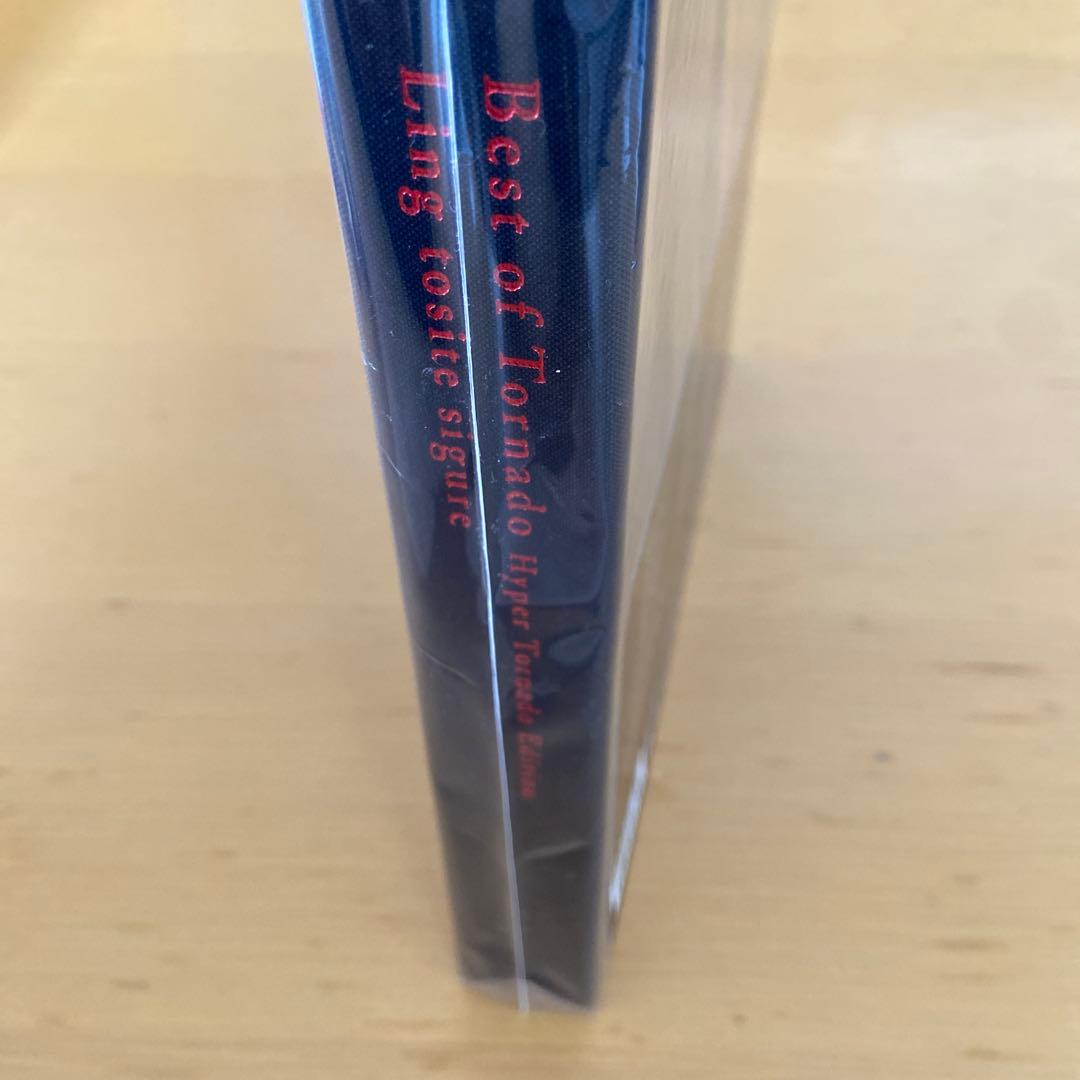 Best of Tornado Hyper Tornado Edition
Ling tosite sigure